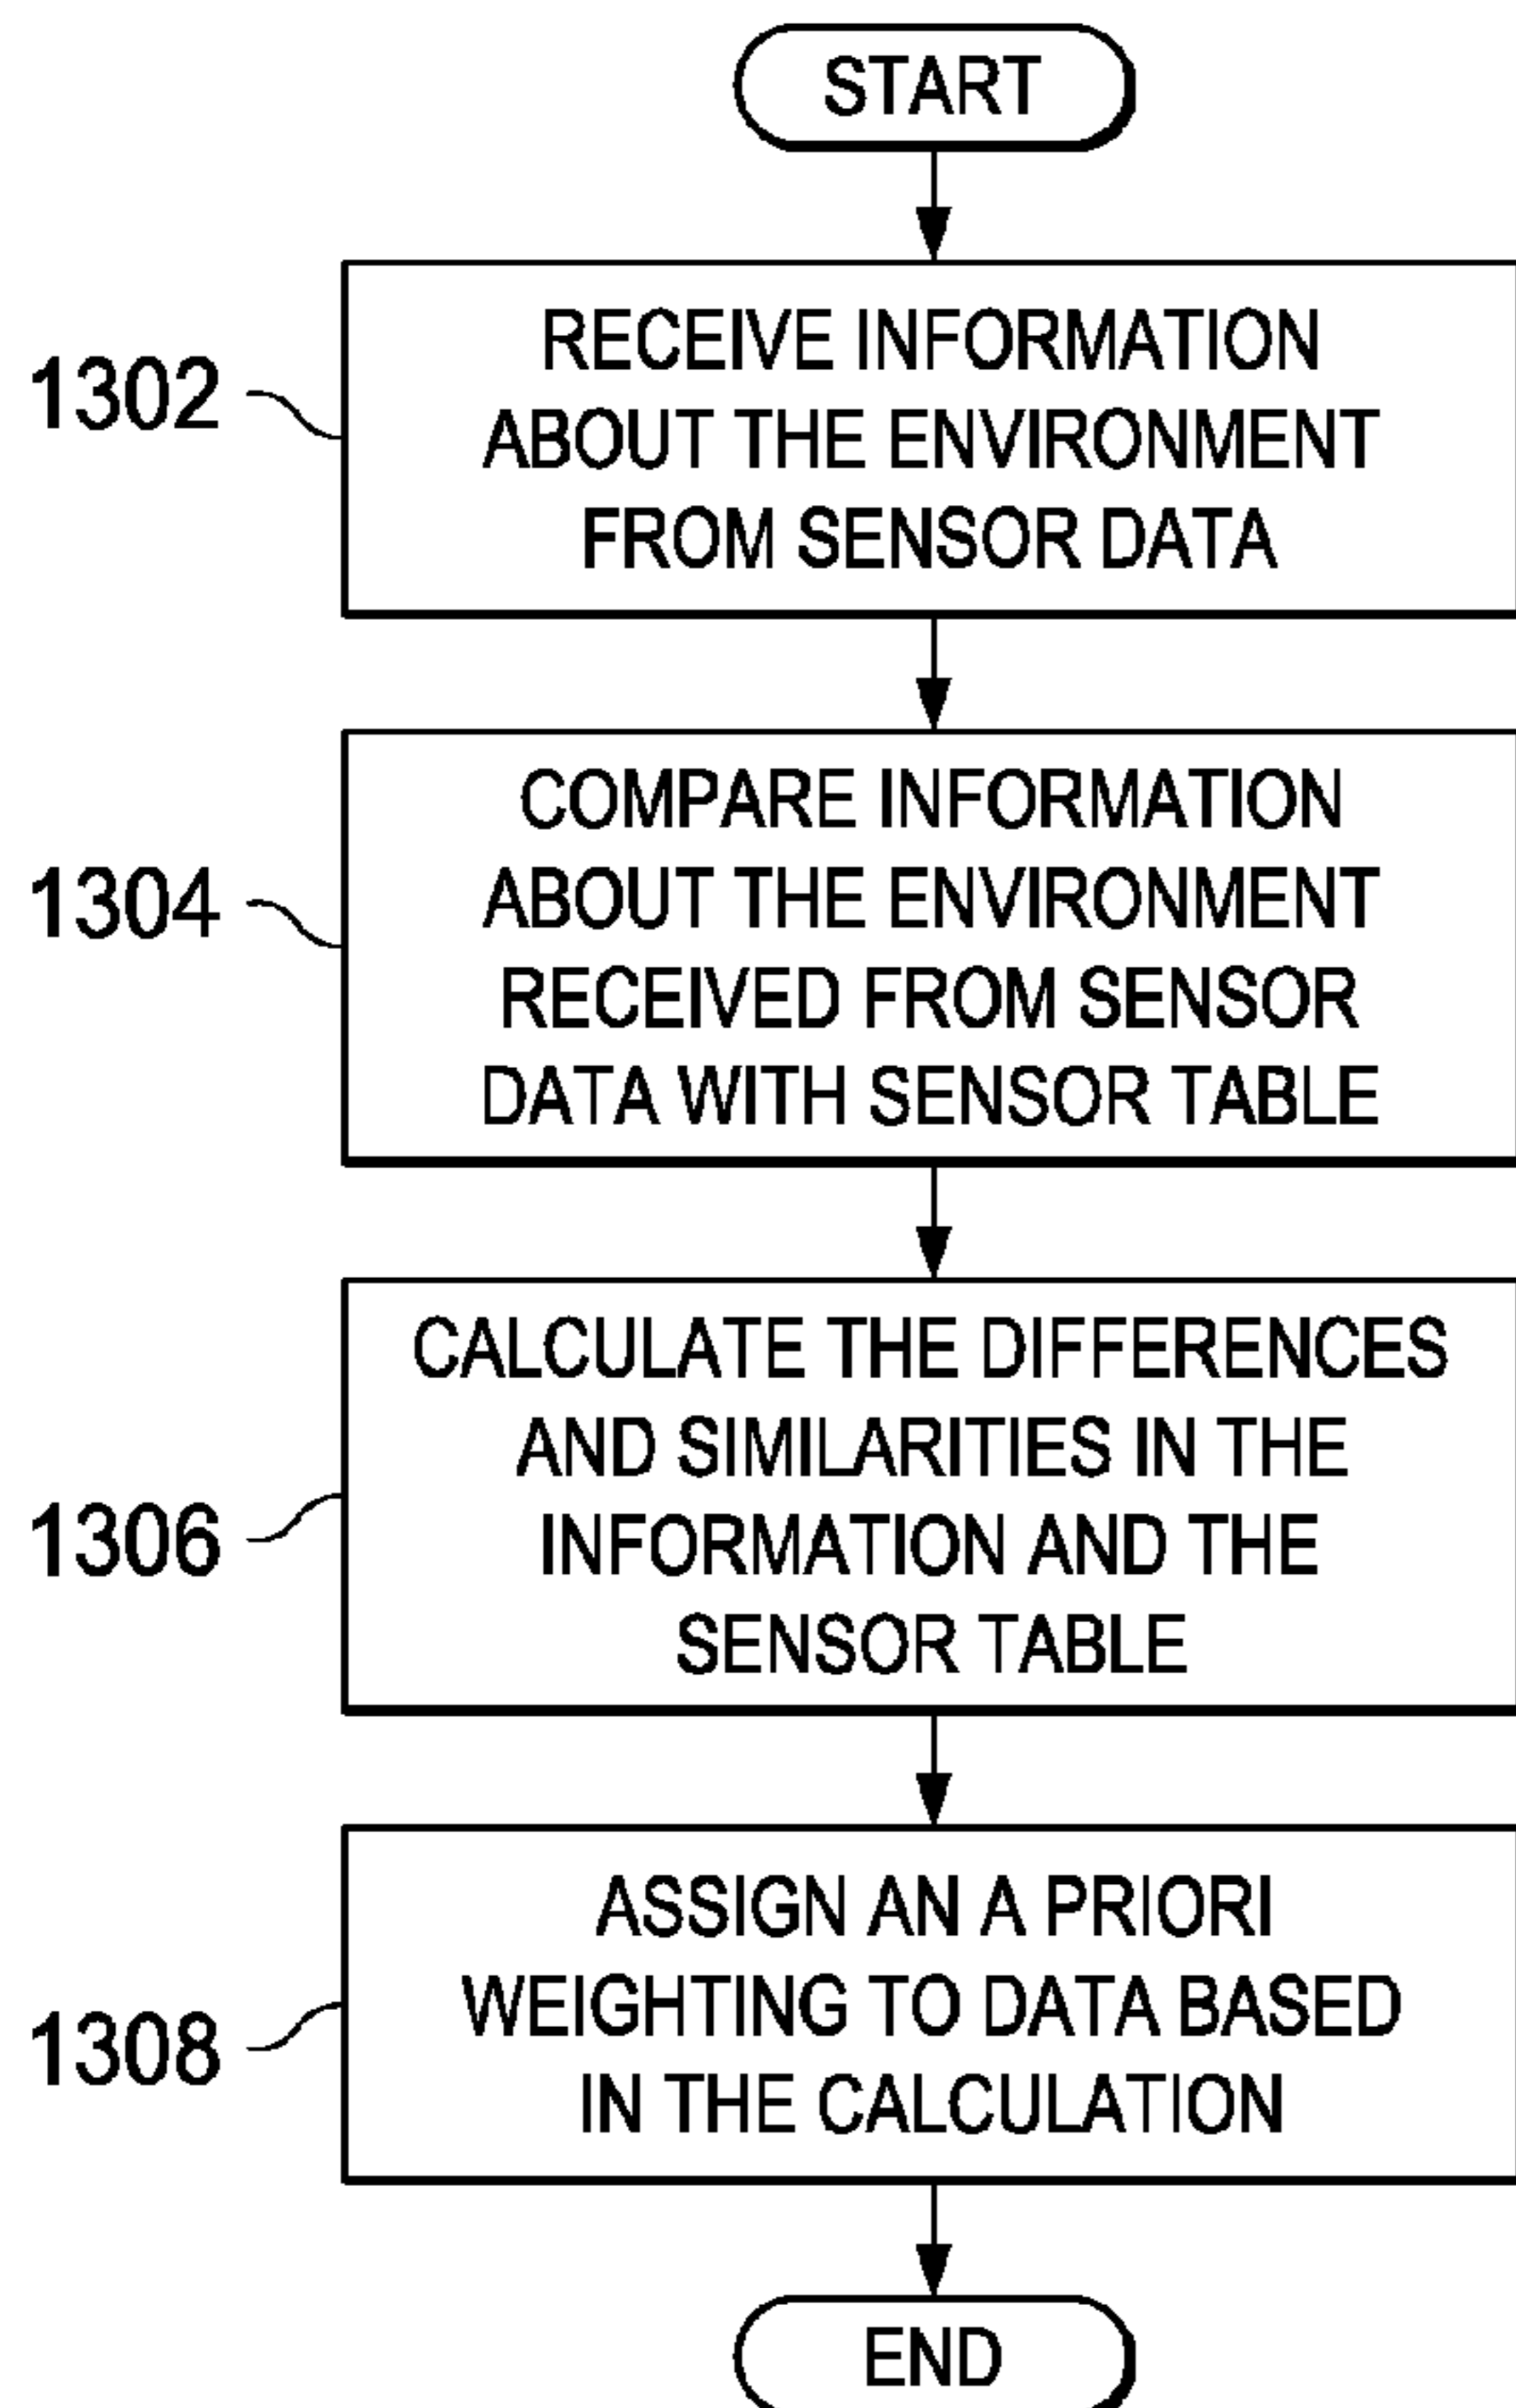 START
1302
RECEIVE INFORMATION
ABOUT THE ENVIRONMENT
FROM SENSOR DATA
1304
COMPARE INFORMATION
ABOUT THE ENVIRONMENT
RECEIVED FROM SENSOR
DATA WITH SENSOR TABLE
1306
CALCULATE THE DIFFERENCES
AND SIMILARITIES IN THE
INFORMATION AND THE
SENSOR TABLE
1308
ASSIGN AN A PRIORI
WEIGHTING TO DATA BASED
IN THE CALCULATION
END